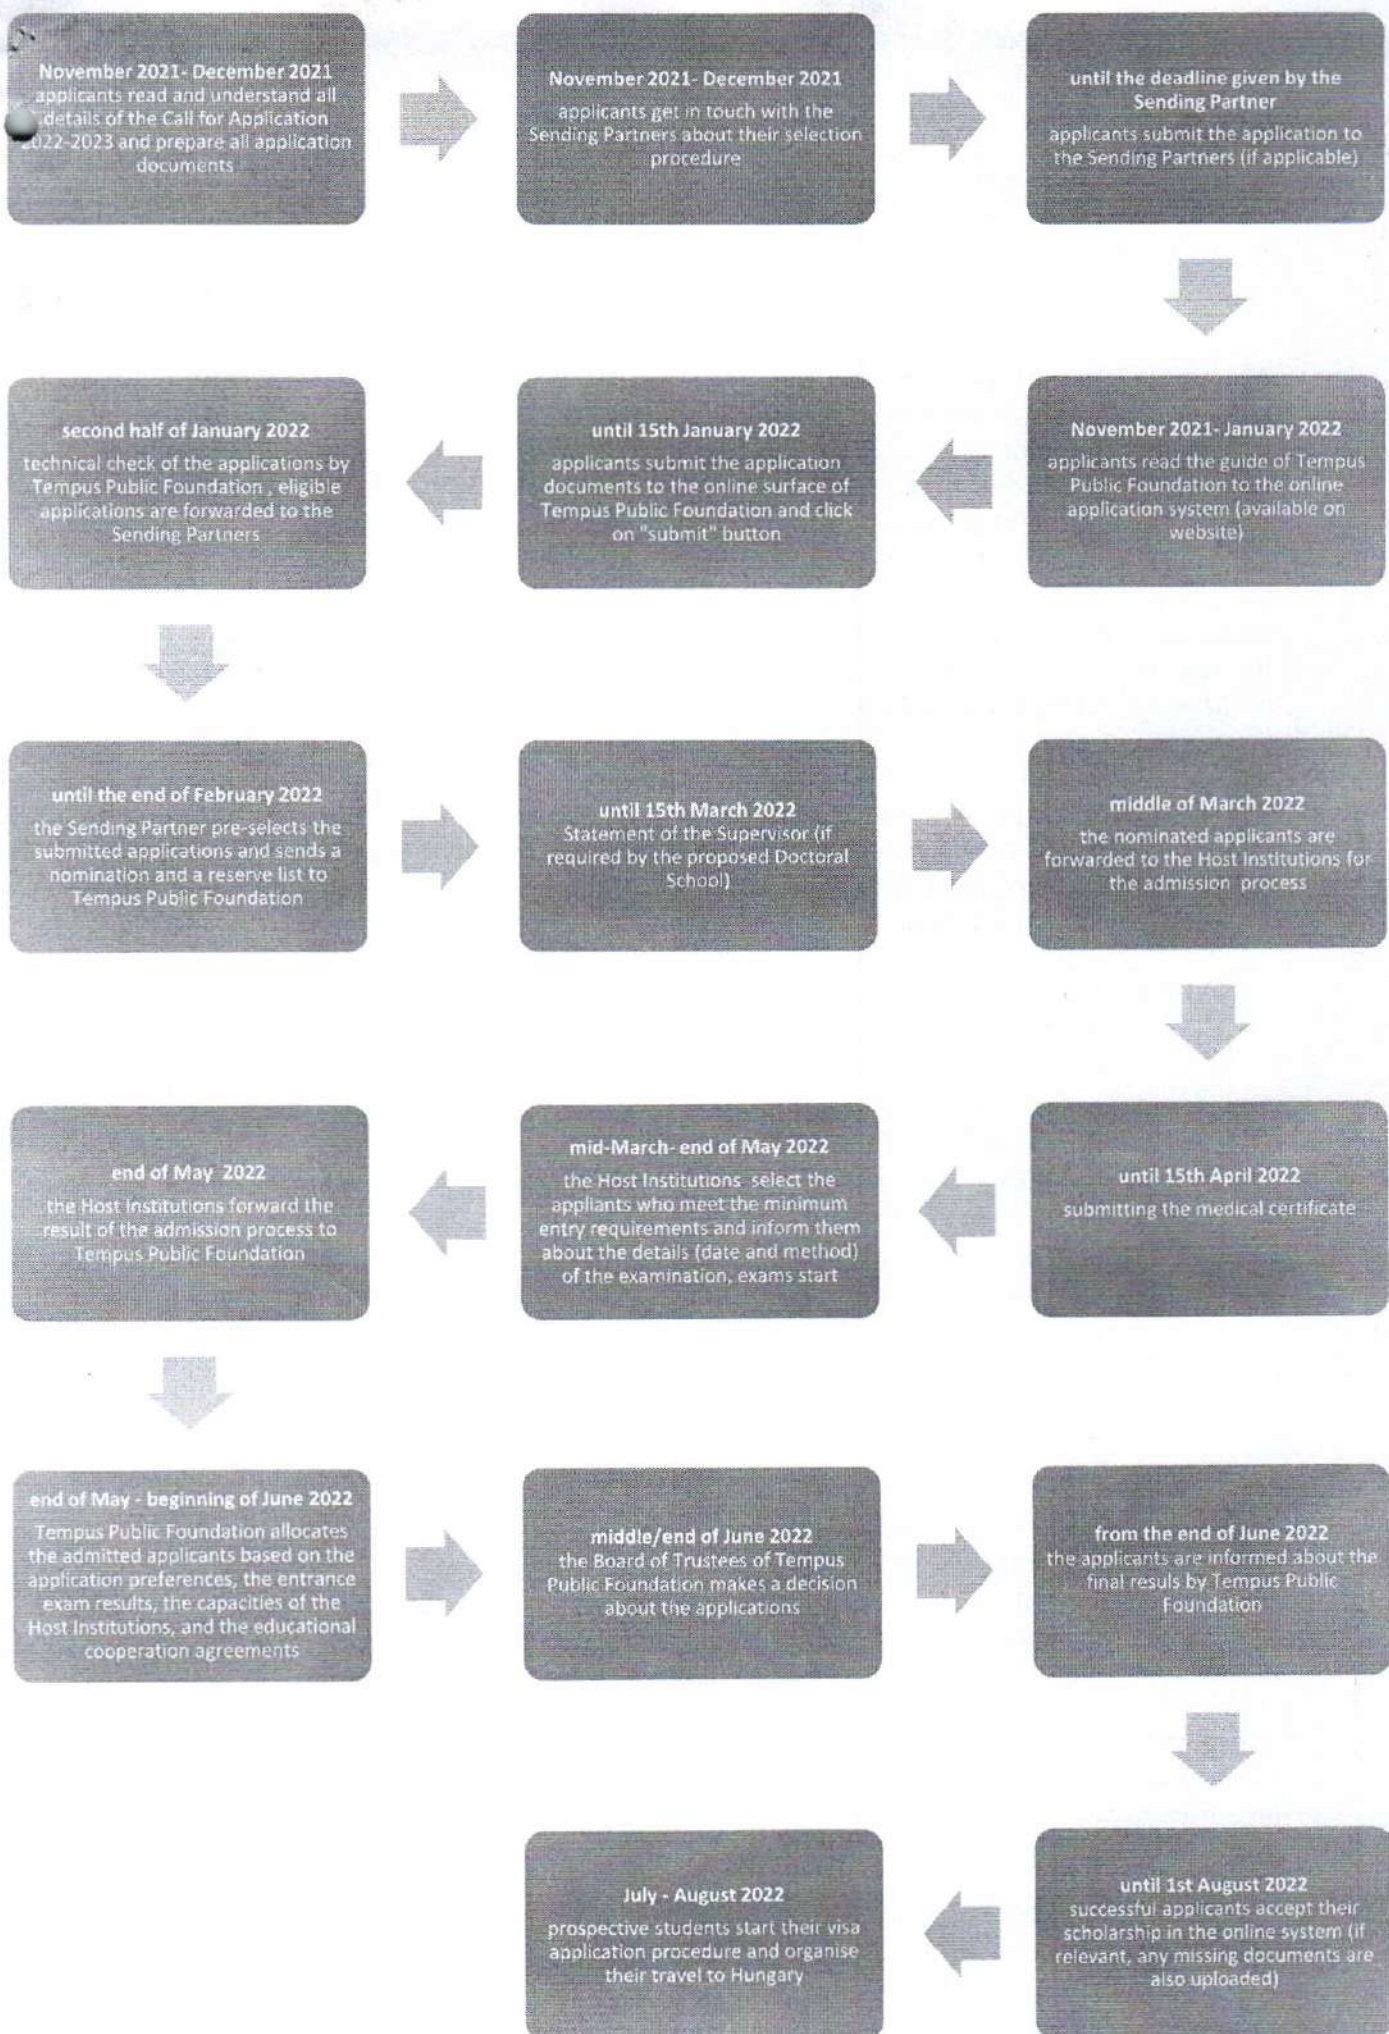 November 2021- December 2021
applicants read and understand all
details of the Call for Application
2022-2023 and prepare all application
documents
November 2021- December 2021
applicants get in touch with the
Sending Partners about their selection
procedure
until the deadline given by the
Sending Partner
applicants submit the application to
the Sending Partners (if applicable)
November 2021- January 2022
applicants read the guide of Tempus
Public Foundation to the online
application system (available on
website)
until 15th January 2022
applicants submit the application
documents to the online surface of
Tempus Public Foundation and click
on "submit" button
second half of January 2022
technical check of the applications by
Tempus Public Foundation , eligible
applications are forwarded to the
Sending Partners
until the end of February 2022
the Sending Partner pre-selects the
submitted applications and sends a
nomination and a reserve list to
Tempus Public Foundation
until 15th March 2022
Statement of the Supervisor (if
required by the proposed Doctoral
School)
middle of March 2022
the nominated applicants are
forwarded to the Host Institutions for
the admission process
until 15th April 2022
submitting the medical certificate
mid-March- end of May 2022
the Host Institutions select the
appliants who meet the minimum
entry requirements and inform them
about the details (date and method)
of the examination, exams start
end of May 2022
the Host Institutions forward the
result of the admission process to
Tempus Public Foundation
end of May - beginning of June 2022
Tempus Public Foundation allocates
the admitted applicants based on the
application preferences, the entrance
exam results, the capacities of the
Host Institutions, and the educational
cooperation agreements
middle/end of June 2022
the Board of Trustees of Tempus
Public Foundation makes a decision
about the applications
from the end of June 2022
the applicants are informed about the
final resuls by Tempus Public
Foundation
until 1st August 2022
successful applicants accept their
scholarship in the online system (if
relevant, any missing documents are
also uploaded)
July - August 2022
prospective students start their visa
application procedure and organise
their travel to Hungary